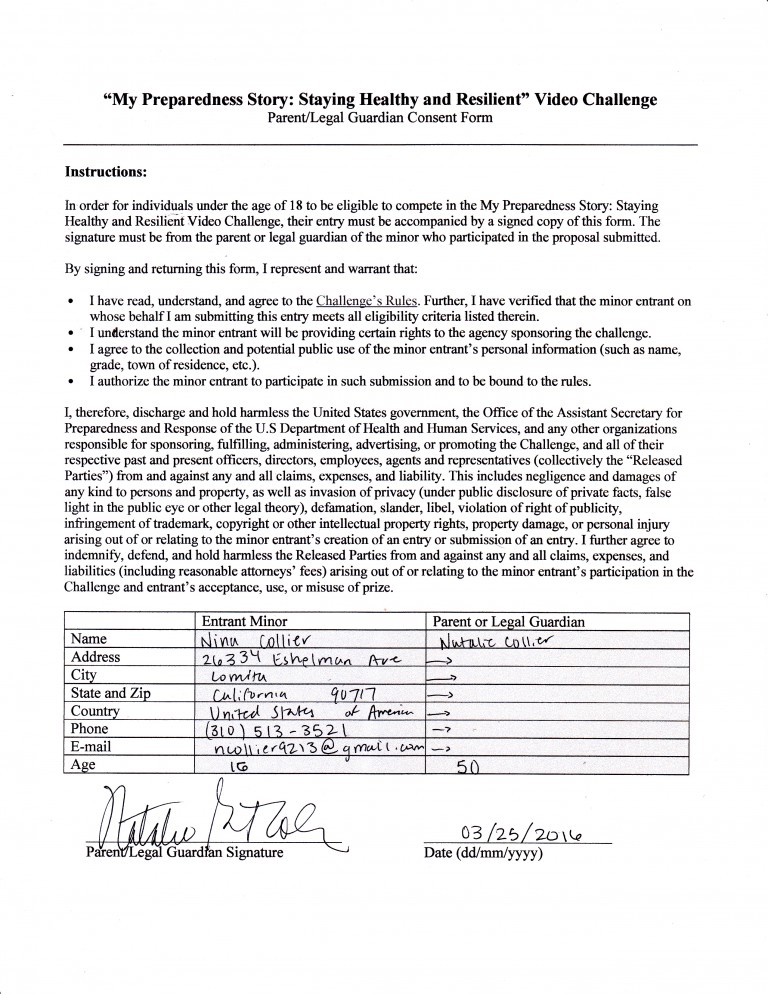 “My Preparedness Story: Staying Healthy and Resilient” Video Challenge
Parent/Legal Guardian Consent Form
Instructions:
In order for individuals under the age of 18 to be eligible to compete in the My Preparedness Story: Staying
Healthy and Resilient Video Challenge, their entry must be accompanied by a signed copy of this form. The
signature must be from the parent or legal guardian of the minor who participated in the proposal submitted.
By signing and returning this form, I represent and warrant that:
• I have read, understand, and agree to the Challenge’s Rules. Further, I have verified that the minor entrant on
whose behalf I am submitting this entry meets all eligibility criteria listed therein.
• I understand the minor entrant will be providing certain rights to the agency sponsoring the challenge.
• I agree to the collection and potential public use of the minor entrant’s personal information (such as name,
grade, town of residence, etc.).
• I authorize the minor entrant to participate in such submission and to be bound to the rules.
I, therefore, discharge and hold harmless the United States government, the Office of the Assistant Secretary for
Preparedness and Response of the U.S Department of Health and Human Services, and any other organizations
responsible for sponsoring, fulfilling, administering, advertising, or promoting the Challenge, and all of their
respective past and present officers, directors, employees, agents and representatives (collectively the “Released
Parties”) from and against any and all claims, expenses, and liability. This includes negligence and damages of
any kind to persons and property, as well as invasion of privacy (under public disclosure of private facts, false
light in the public eye or other legal theory), defamation, slander, libel, violation of right of publicity,
infringement of trademark, copyright or other intellectual property rights, property damage, or personal injury
arising out of or relating to the minor entrant’s creation of an entry or submission of an entry. I further agree to
indemnify, defend, and hold harmless the Released Parties from and against any and all claims, expenses, and
liabilities (including reasonable attorneys’ fees) arising out of or relating to the minor entrant’s participation in the
Challenge and entrant’s acceptance, use, or misuse of prize.
Entrant Minor Parent or Legal Guardian
Name Nina Collier Natalie Collier
Address 26334 Eshelman Ave →
City Lomita →
State and Zip California 90717 →
Country United States of America →
Phone (310) 513-3521 →
E-mail ncollier9213@gmail.com →
Age 16 50
Natalie
Parent/Legal Guardian Signature
03/25/2016
Date (dd/mm/yyyy)